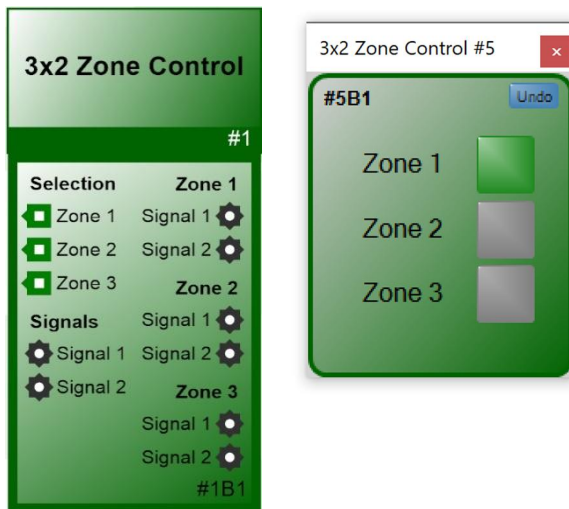 3x2 Zone Control
#1
Selection
Zone 1
Zone 2
Zone 3
Signals
Signal 1
Signal 2
Zone 1
Signal 1
Signal 2
Zone 2
Signal 1
Signal 2
Zone 3
Signal 1
Signal 2
#1B1
3x2 Zone Control #5
×
#5B1
Undo
Zone 1
Zone 2
Zone 3